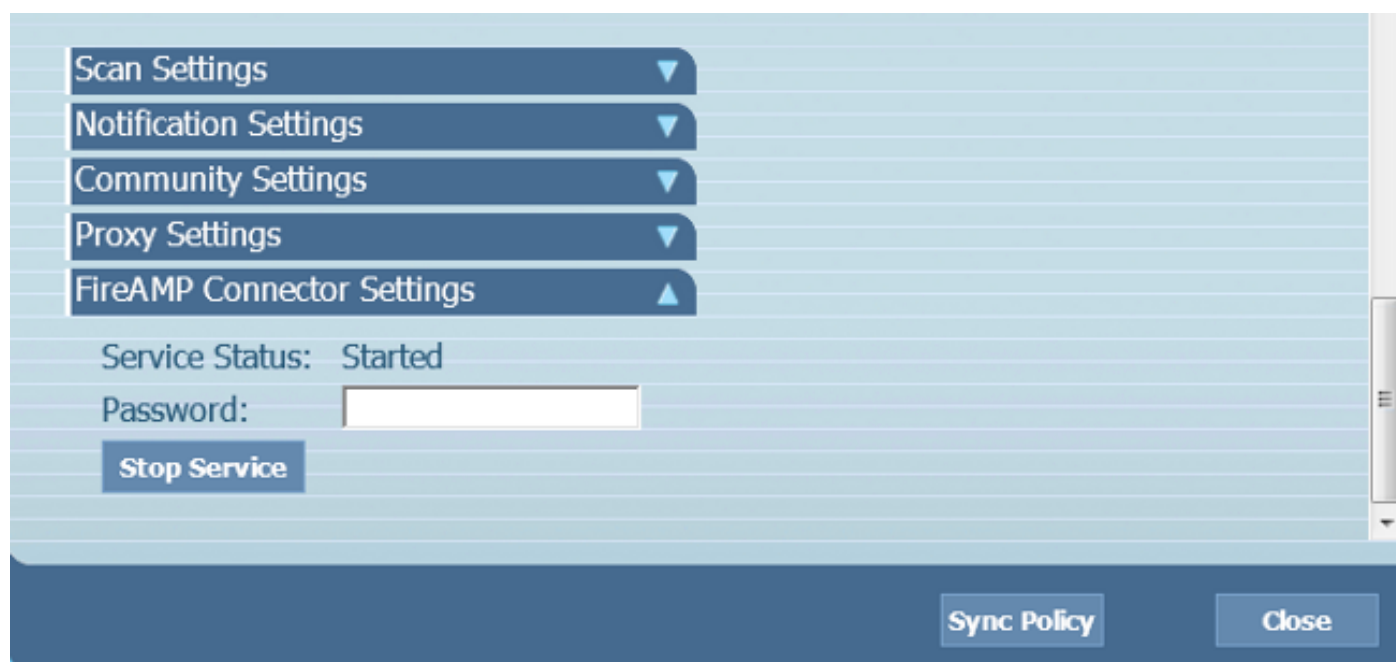 Scan Settings
Notification Settings
Community Settings
Proxy Settings
FireAMP Connector Settings
Service Status: Started
Password:
Stop Service
Sync Policy Close